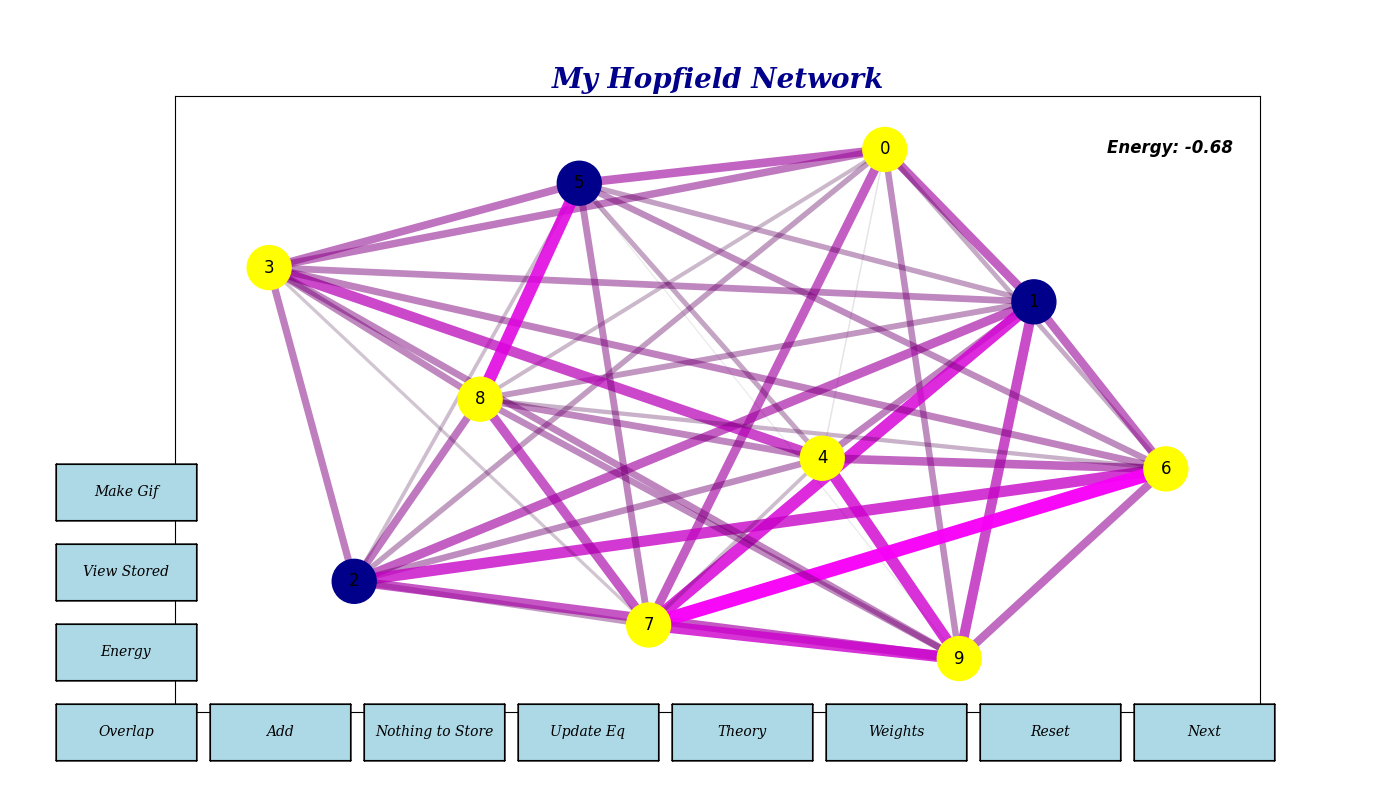 My Hopfield Network
Energy: -0.68
0
5
3
1
8
4
6
2
7
9
Make Gif
View Stored
Energy
Overlap
Add
Nothing to Store
Update Eq
Theory
Weights
Reset
Next